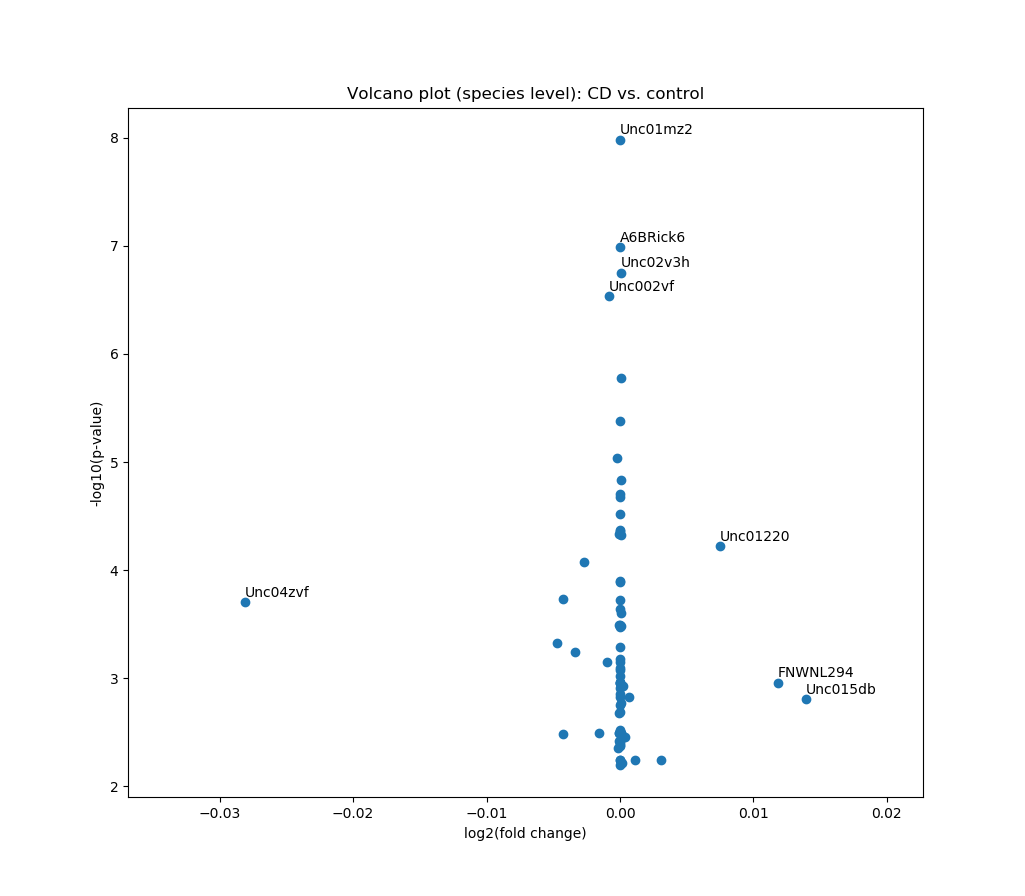 Volcano plot (species level): CD vs. control
8
Unc01mz2
7
A6BRick6
Unc02v3h
Unc002vf
6
-log10(p-value)
5
Unc01220
4
Unc04zvf
3
FNWNL294
Unc015db
2
−0.03
−0.02
−0.01
0.00
0.01
0.02
log2(fold change)